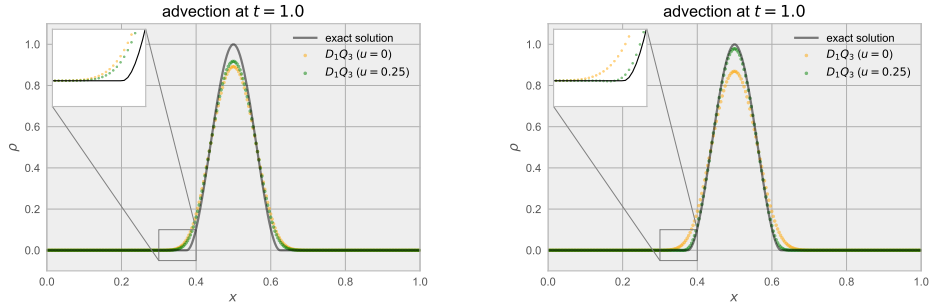 advection at t = 1.0
exact solution
D₁Q₃ (u = 0)
D₁Q₃ (u = 0.25)
1.0
0.8
0.6
0.4
0.2
0.0
ρ
0.0 0.2 0.4 0.6 0.8 1.0
x
advection at t = 1.0
exact solution
D₁Q₃ (u = 0)
D₁Q₃ (u = 0.25)
1.0
0.8
0.6
0.4
0.2
0.0
ρ
0.0 0.2 0.4 0.6 0.8 1.0
x